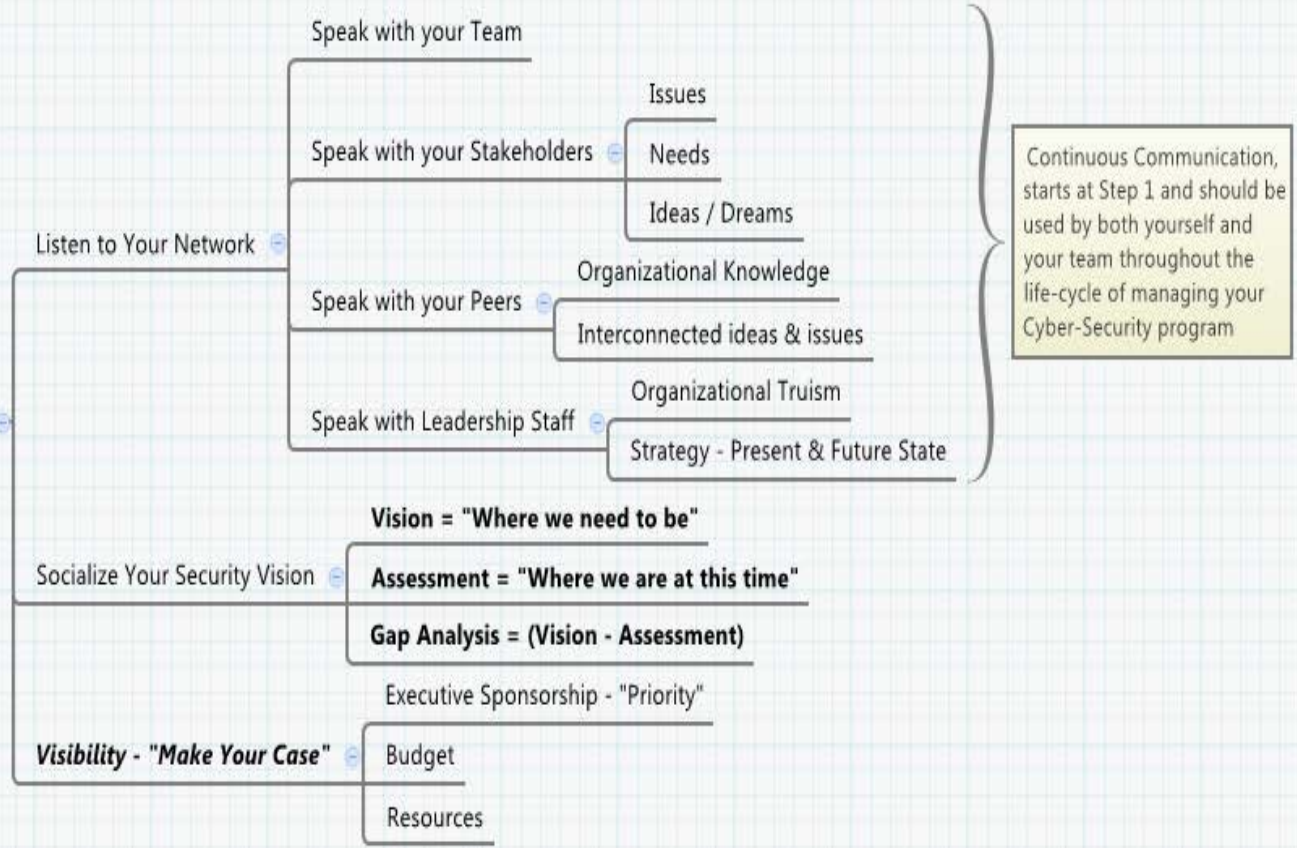 Listen to Your Network
Speak with your Team
Speak with your Stakeholders
Issues
Needs
Ideas / Dreams
Speak with your Peers
Organizational Knowledge
Interconnected ideas & issues
Speak with Leadership Staff
Organizational Truism
Strategy - Present & Future State
Continuous Communication,
starts at Step 1 and should be
used by both yourself and
your team throughout the
life-cycle of managing your
Cyber-Security program
Socialize Your Security Vision
Vision = "Where we need to be"
Assessment = "Where we are at this time"
Gap Analysis = (Vision - Assessment)
Visibility - "Make Your Case"
Executive Sponsorship - "Priority"
Budget
Resources